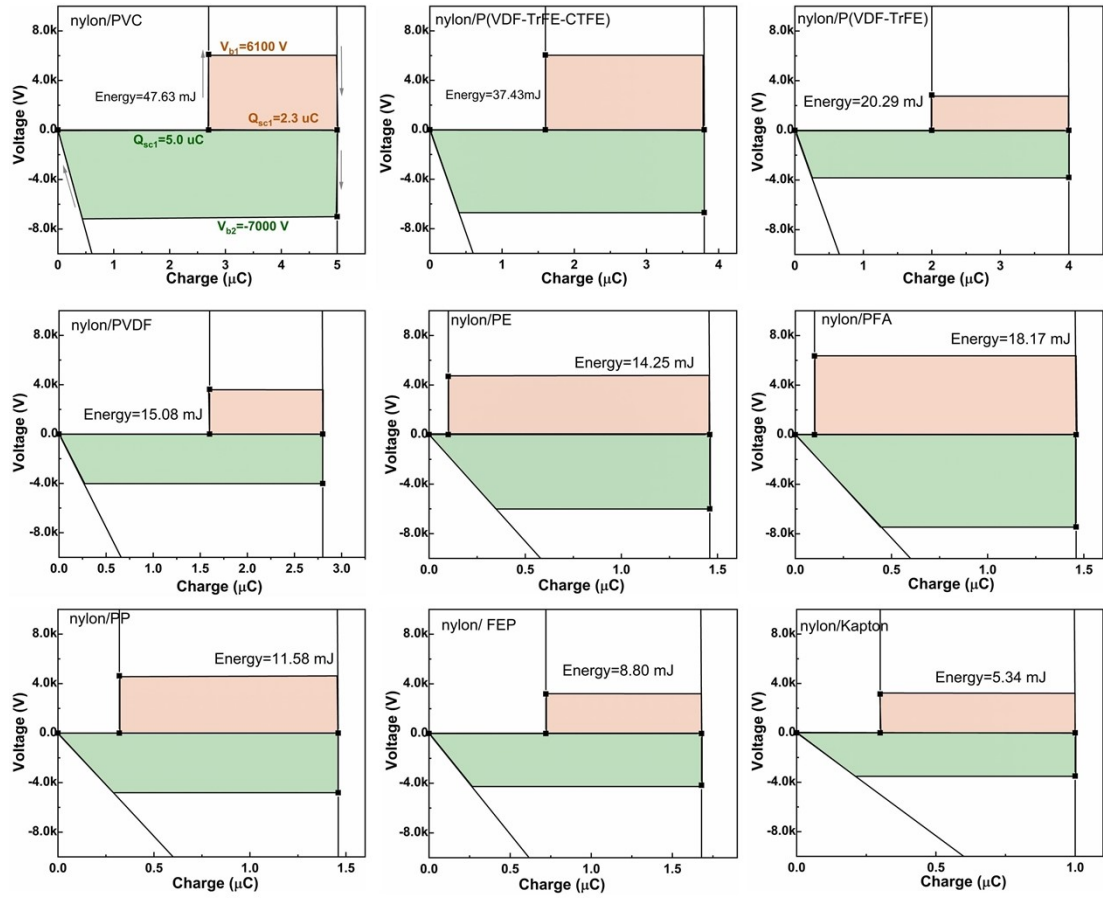 nylon/PVC
V_b1=6100 V
Energy=47.63 mJ
Q_sc1=2.3 uC
Q_sc1=5.0 uC
V_b2=-7000 V
8.0k
4.0k
0.0
-4.0k
-8.0k
Voltage (V)
0 1 2 3 4 5
Charge (μC)
nylon/P(VDF-TrFE-CTFE)
Energy=37.43mJ
8.0k
4.0k
0.0
-4.0k
-8.0k
Voltage (V)
0 1 2 3 4
Charge (μC)
nylon/P(VDF-TrFE)
Energy=20.29 mJ
8.0k
4.0k
0.0
-4.0k
-8.0k
Voltage (V)
0 1 2 3 4
Charge (μC)
nylon/PVDF
Energy=15.08 mJ
8.0k
4.0k
0.0
-4.0k
-8.0k
Voltage (V)
0.0 0.5 1.0 1.5 2.0 2.5 3.0
Charge (μC)
nylon/PE
Energy=14.25 mJ
8.0k
4.0k
0.0
-4.0k
-8.0k
Voltage (V)
0.0 0.5 1.0 1.5
Charge (μC)
nylon/PFA
Energy=18.17 mJ
8.0k
4.0k
0.0
-4.0k
-8.0k
Voltage (V)
0.0 0.5 1.0 1.5
Charge (μC)
nylon/PP
Energy=11.58 mJ
8.0k
4.0k
0.0
-4.0k
-8.0k
Voltage (V)
0.0 0.5 1.0 1.5
Charge (μC)
nylon/ FEP
Energy=8.80 mJ
8.0k
4.0k
0.0
-4.0k
-8.0k
Voltage (V)
0.0 0.5 1.0 1.5
Charge (μC)
nylon/Kapton
Energy=5.34 mJ
8.0k
4.0k
0.0
-4.0k
-8.0k
Voltage (V)
0.0 0.5 1.0
Charge (μC)